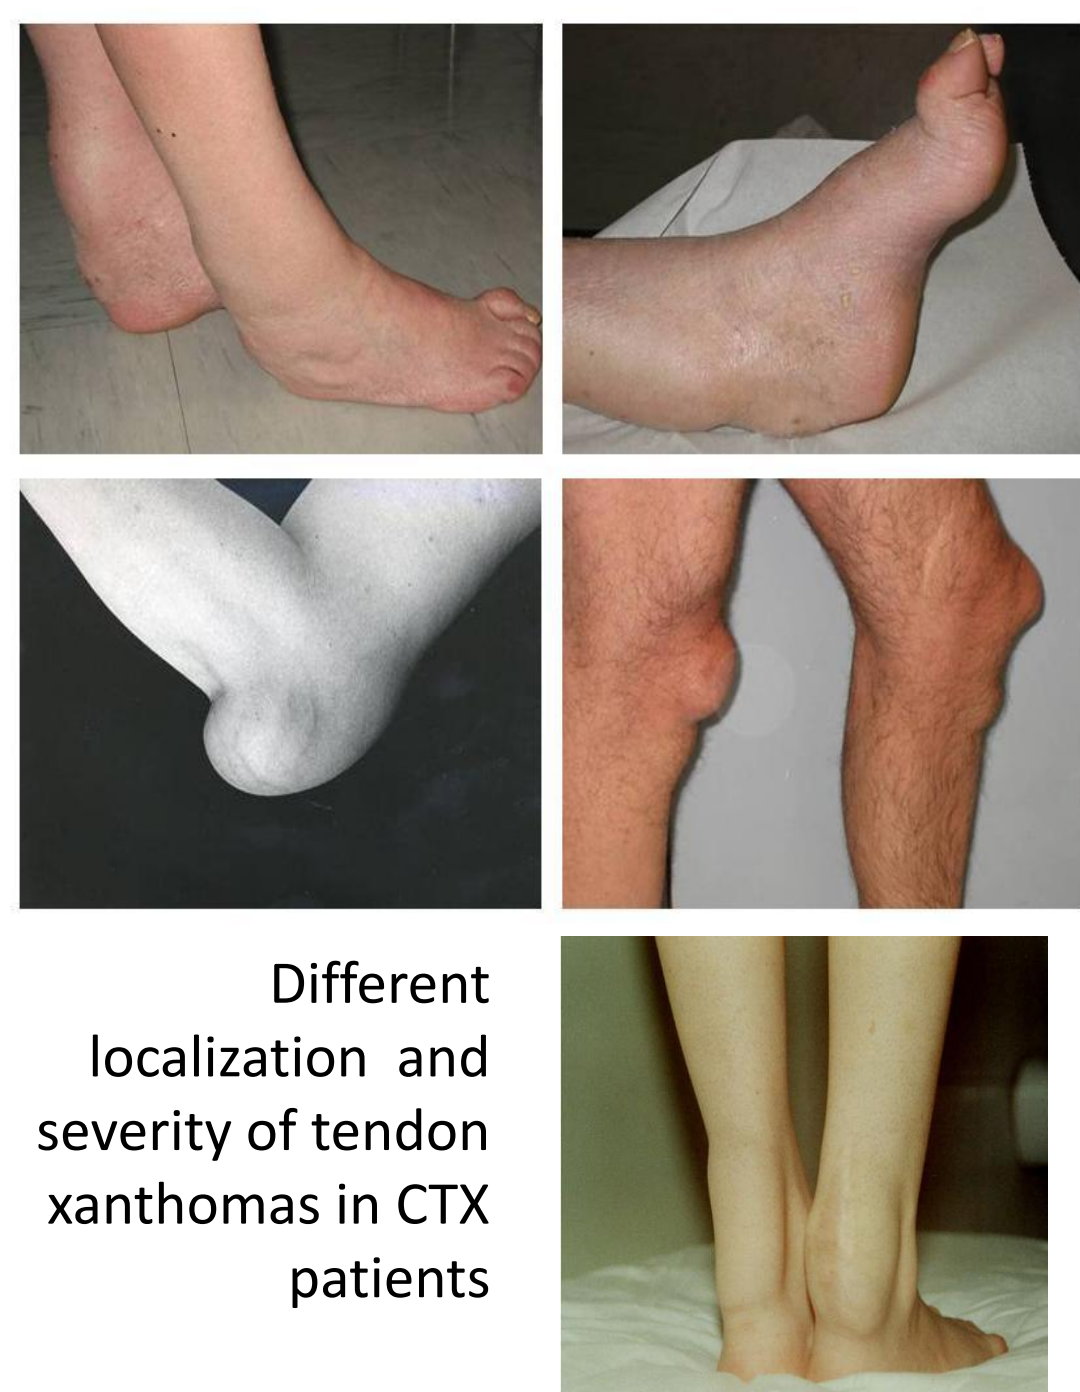 Different
localization  and
severity of tendon
xanthomas in CTX
patients